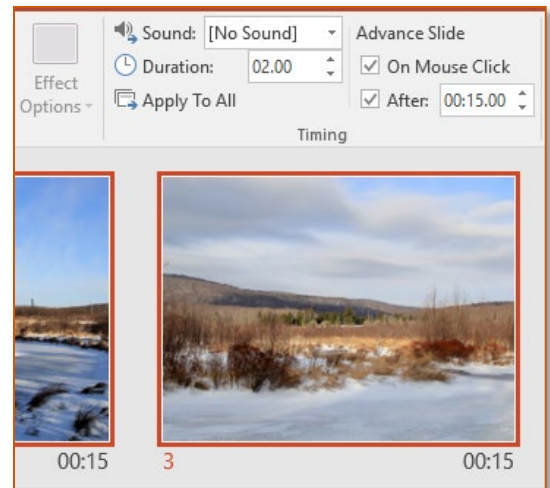 Effect
Options
Sound: [No Sound]
Duration: 02.00
Apply To All
Advance Slide
On Mouse Click
After: 00:15.00
Timing
00:15
3 00:15